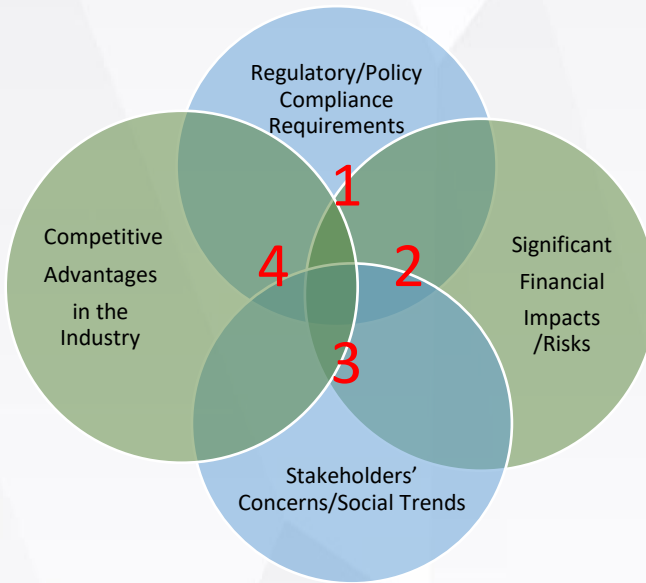 Regulatory/Policy
Compliance
Requirements
1
Competitive
Advantages
in the
Industry
4
2
Significant
Financial
Impacts
/Risks
3
Stakeholders’
Concerns/Social Trends